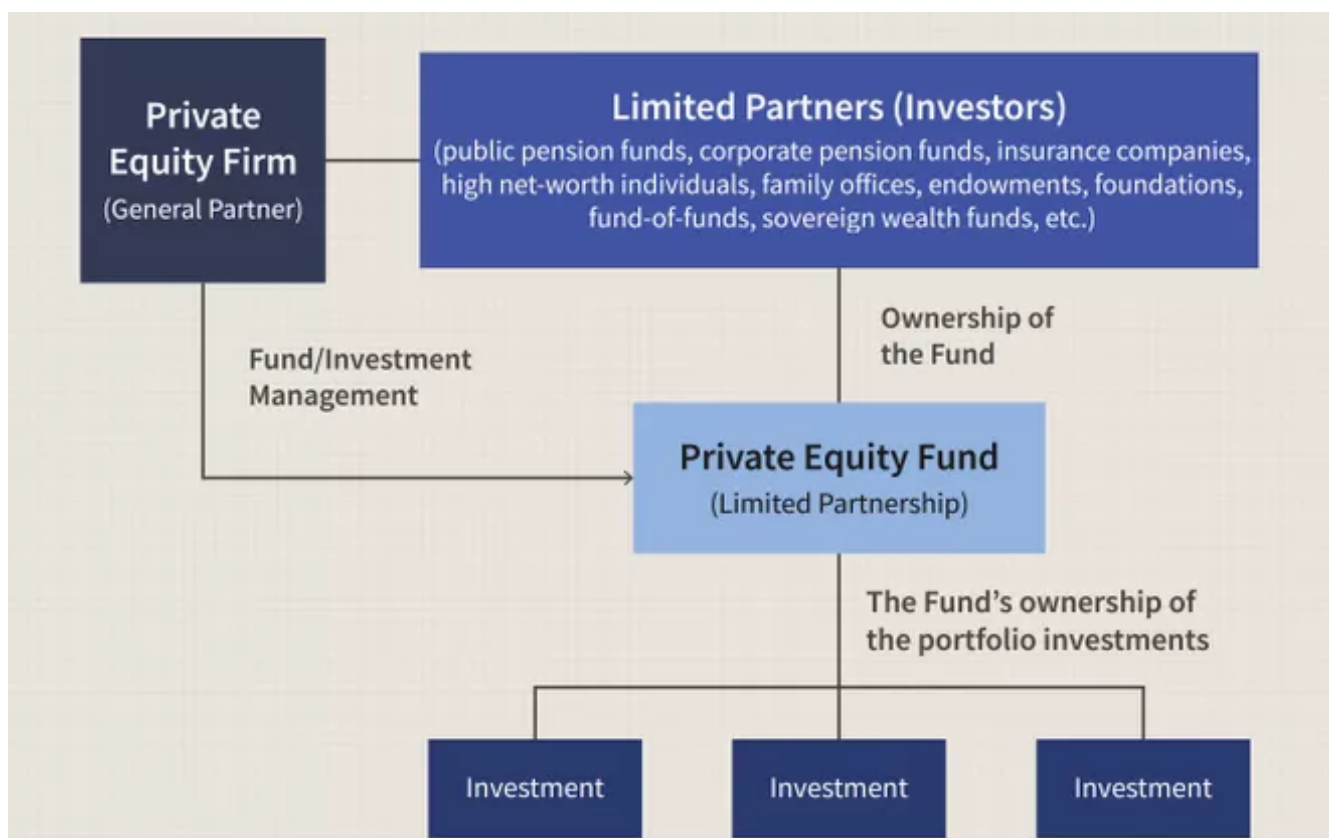 Private
Equity Firm
(General Partner)
Limited Partners (Investors)
(public pension funds, corporate pension funds, insurance companies,
high net-worth individuals, family offices, endowments, foundations,
fund-of-funds, sovereign wealth funds, etc.)
Fund/Investment
Management
Ownership of
the Fund
Private Equity Fund
(Limited Partnership)
The Fund’s ownership of
the portfolio investments
Investment
Investment
Investment